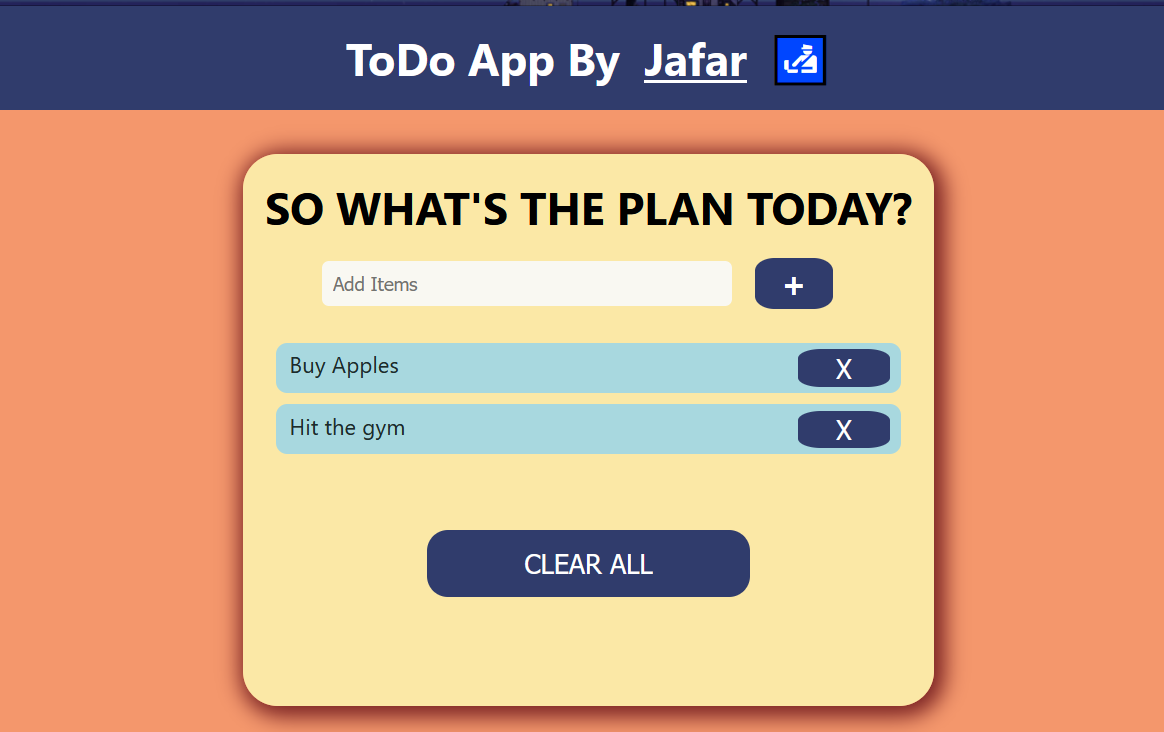 ToDo App By Jafar
SO WHAT'S THE PLAN TODAY?
Add Items
+
Buy Apples
X
Hit the gym
X
CLEAR ALL